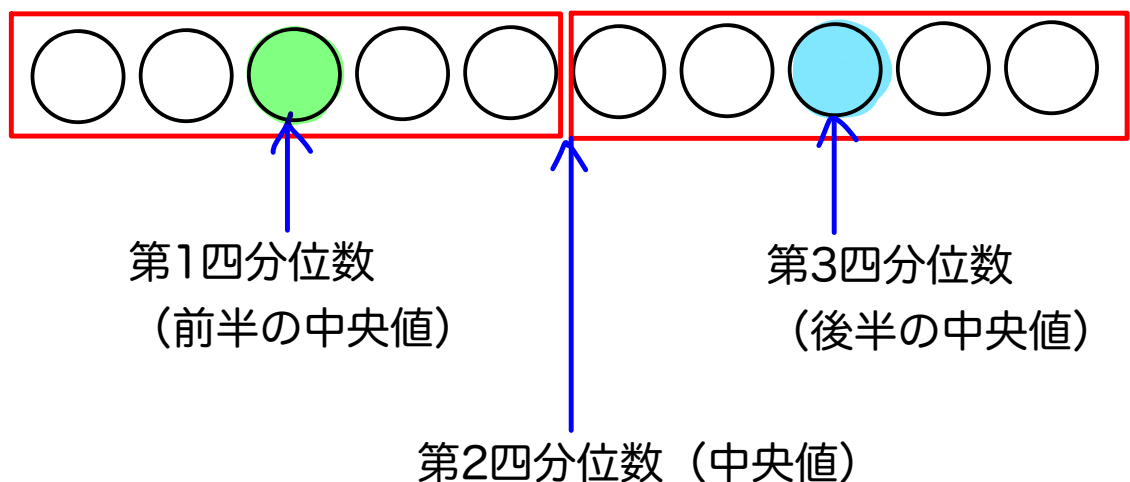 第1四分位数
（前半の中央値）
第3四分位数
（後半の中央値）
第2四分位数（中央値）